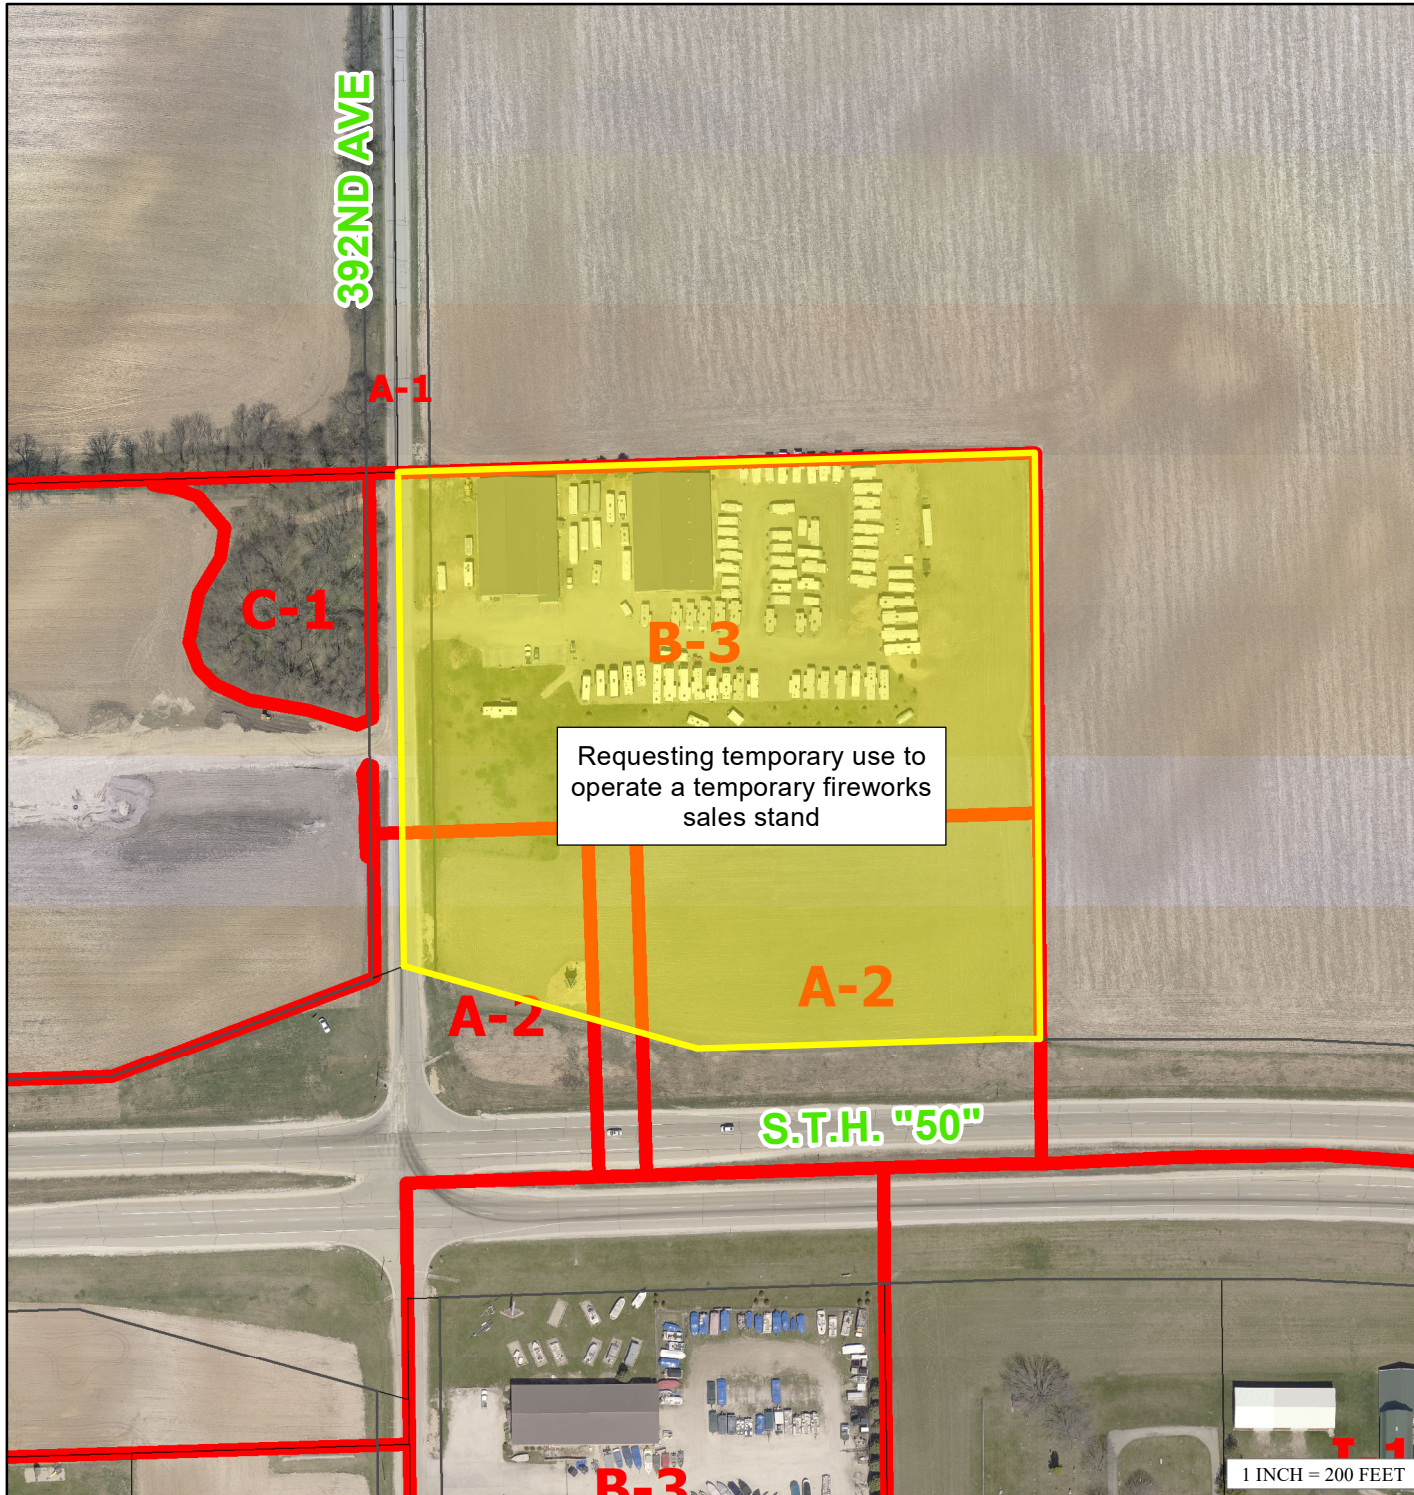 392ND AVE
A-1
C-1
B-3
Requesting temporary use to
operate a temporary fireworks
sales stand
A-2
A-2
S.T.H. "50"
B-3
1 INCH = 200 FEET